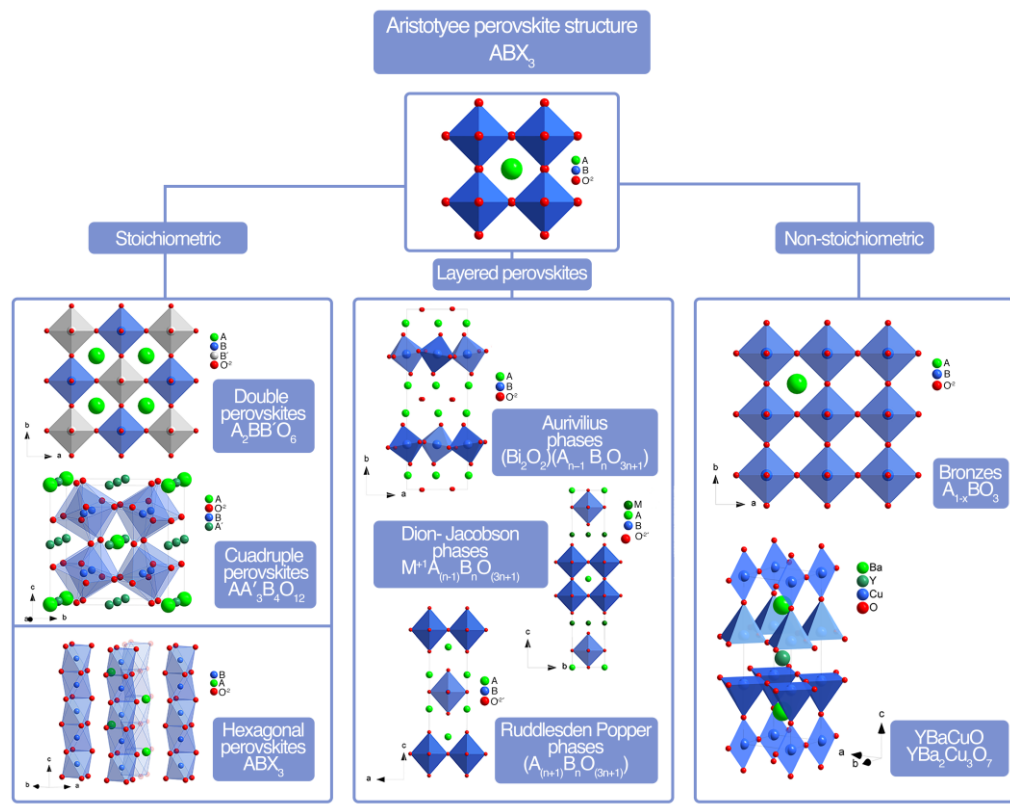 Aristotyee perovskite structure
ABX₃
A
B
O⁻²
Stoichiometric
Layered perovskites
Non-stoichiometric
A
B
B´
O⁻²
Double
perovskites
A₂BB´O₆
b
a
A
O⁻²
B
A'
Cuadruple
perovskites
AA′₃B₄O₁₂
c
a
b
B
A
O⁻²
Hexagonal
perovskites
ABX₃
c
b
a
A
B
O⁻²
Aurivilius
phases
(Bi₂O₂)(Aₙ₋₁ BₙO₃ₙ₊₁)
b
a
M
A
B
O⁻²⁻
Dion- Jacobson
phases
M⁺¹A₍ₙ₋₁₎BₙO₍₃ₙ₊₁₎
c
b
A
B
O⁻²⁻
Ruddlesden Popper
phases
(A₍ₙ₊₁₎BₙO₍₃ₙ₊₁₎)
c
a
A
B
O⁻²
Bronzes
A₁₋ₓBO₃
b
a
Ba
Y
Cu
O
YBaCuO
YBa₂Cu₃O₇
c
a
b